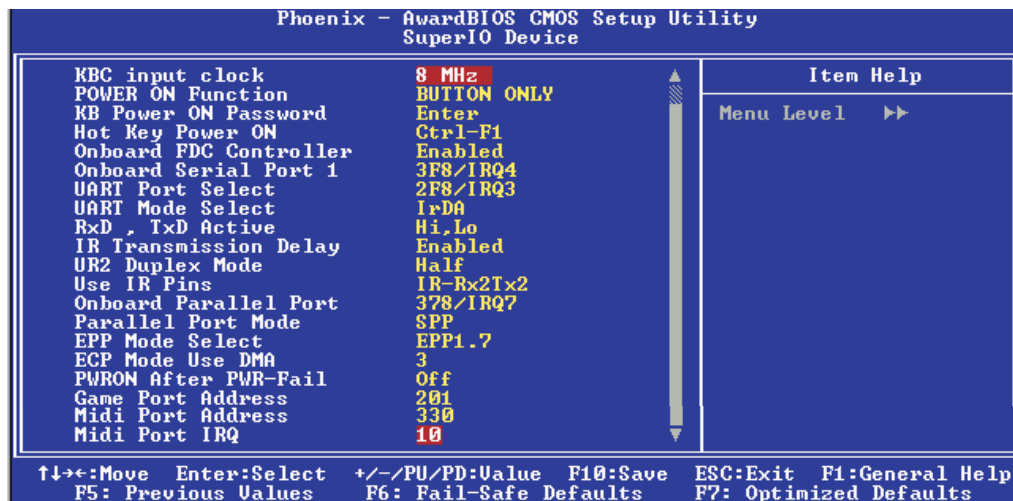 Phoenix - AwardBIOS CMOS Setup Utility
SuperIO Device
KBC input clock 8 MHz
POWER ON Function BUTTON ONLY
KB Power ON Password Enter
Hot Key Power ON Ctrl-F1
Onboard FDC Controller Enabled
Onboard Serial Port 1 3F8/IRQ4
UART Port Select 2F8/IRQ3
UART Mode Select IrDA
RxD , TxD Active Hi,Lo
IR Transmission Delay Enabled
UR2 Duplex Mode Half
Use IR Pins IR-Rx2Tx2
Onboard Parallel Port 378/IRQ7
Parallel Port Mode SPP
EPP Mode Select EPP1.7
ECP Mode Use DMA 3
PWRON After PWR-Fail Off
Game Port Address 201
Midi Port Address 330
Midi Port IRQ 10
Item Help
Menu Level ▶▶
↑↓→←:Move Enter:Select +/-/PU/PD:Value F10:Save ESC:Exit F1:General Help
F5: Previous Values F6: Fail-Safe Defaults F7: Optimized Defaults